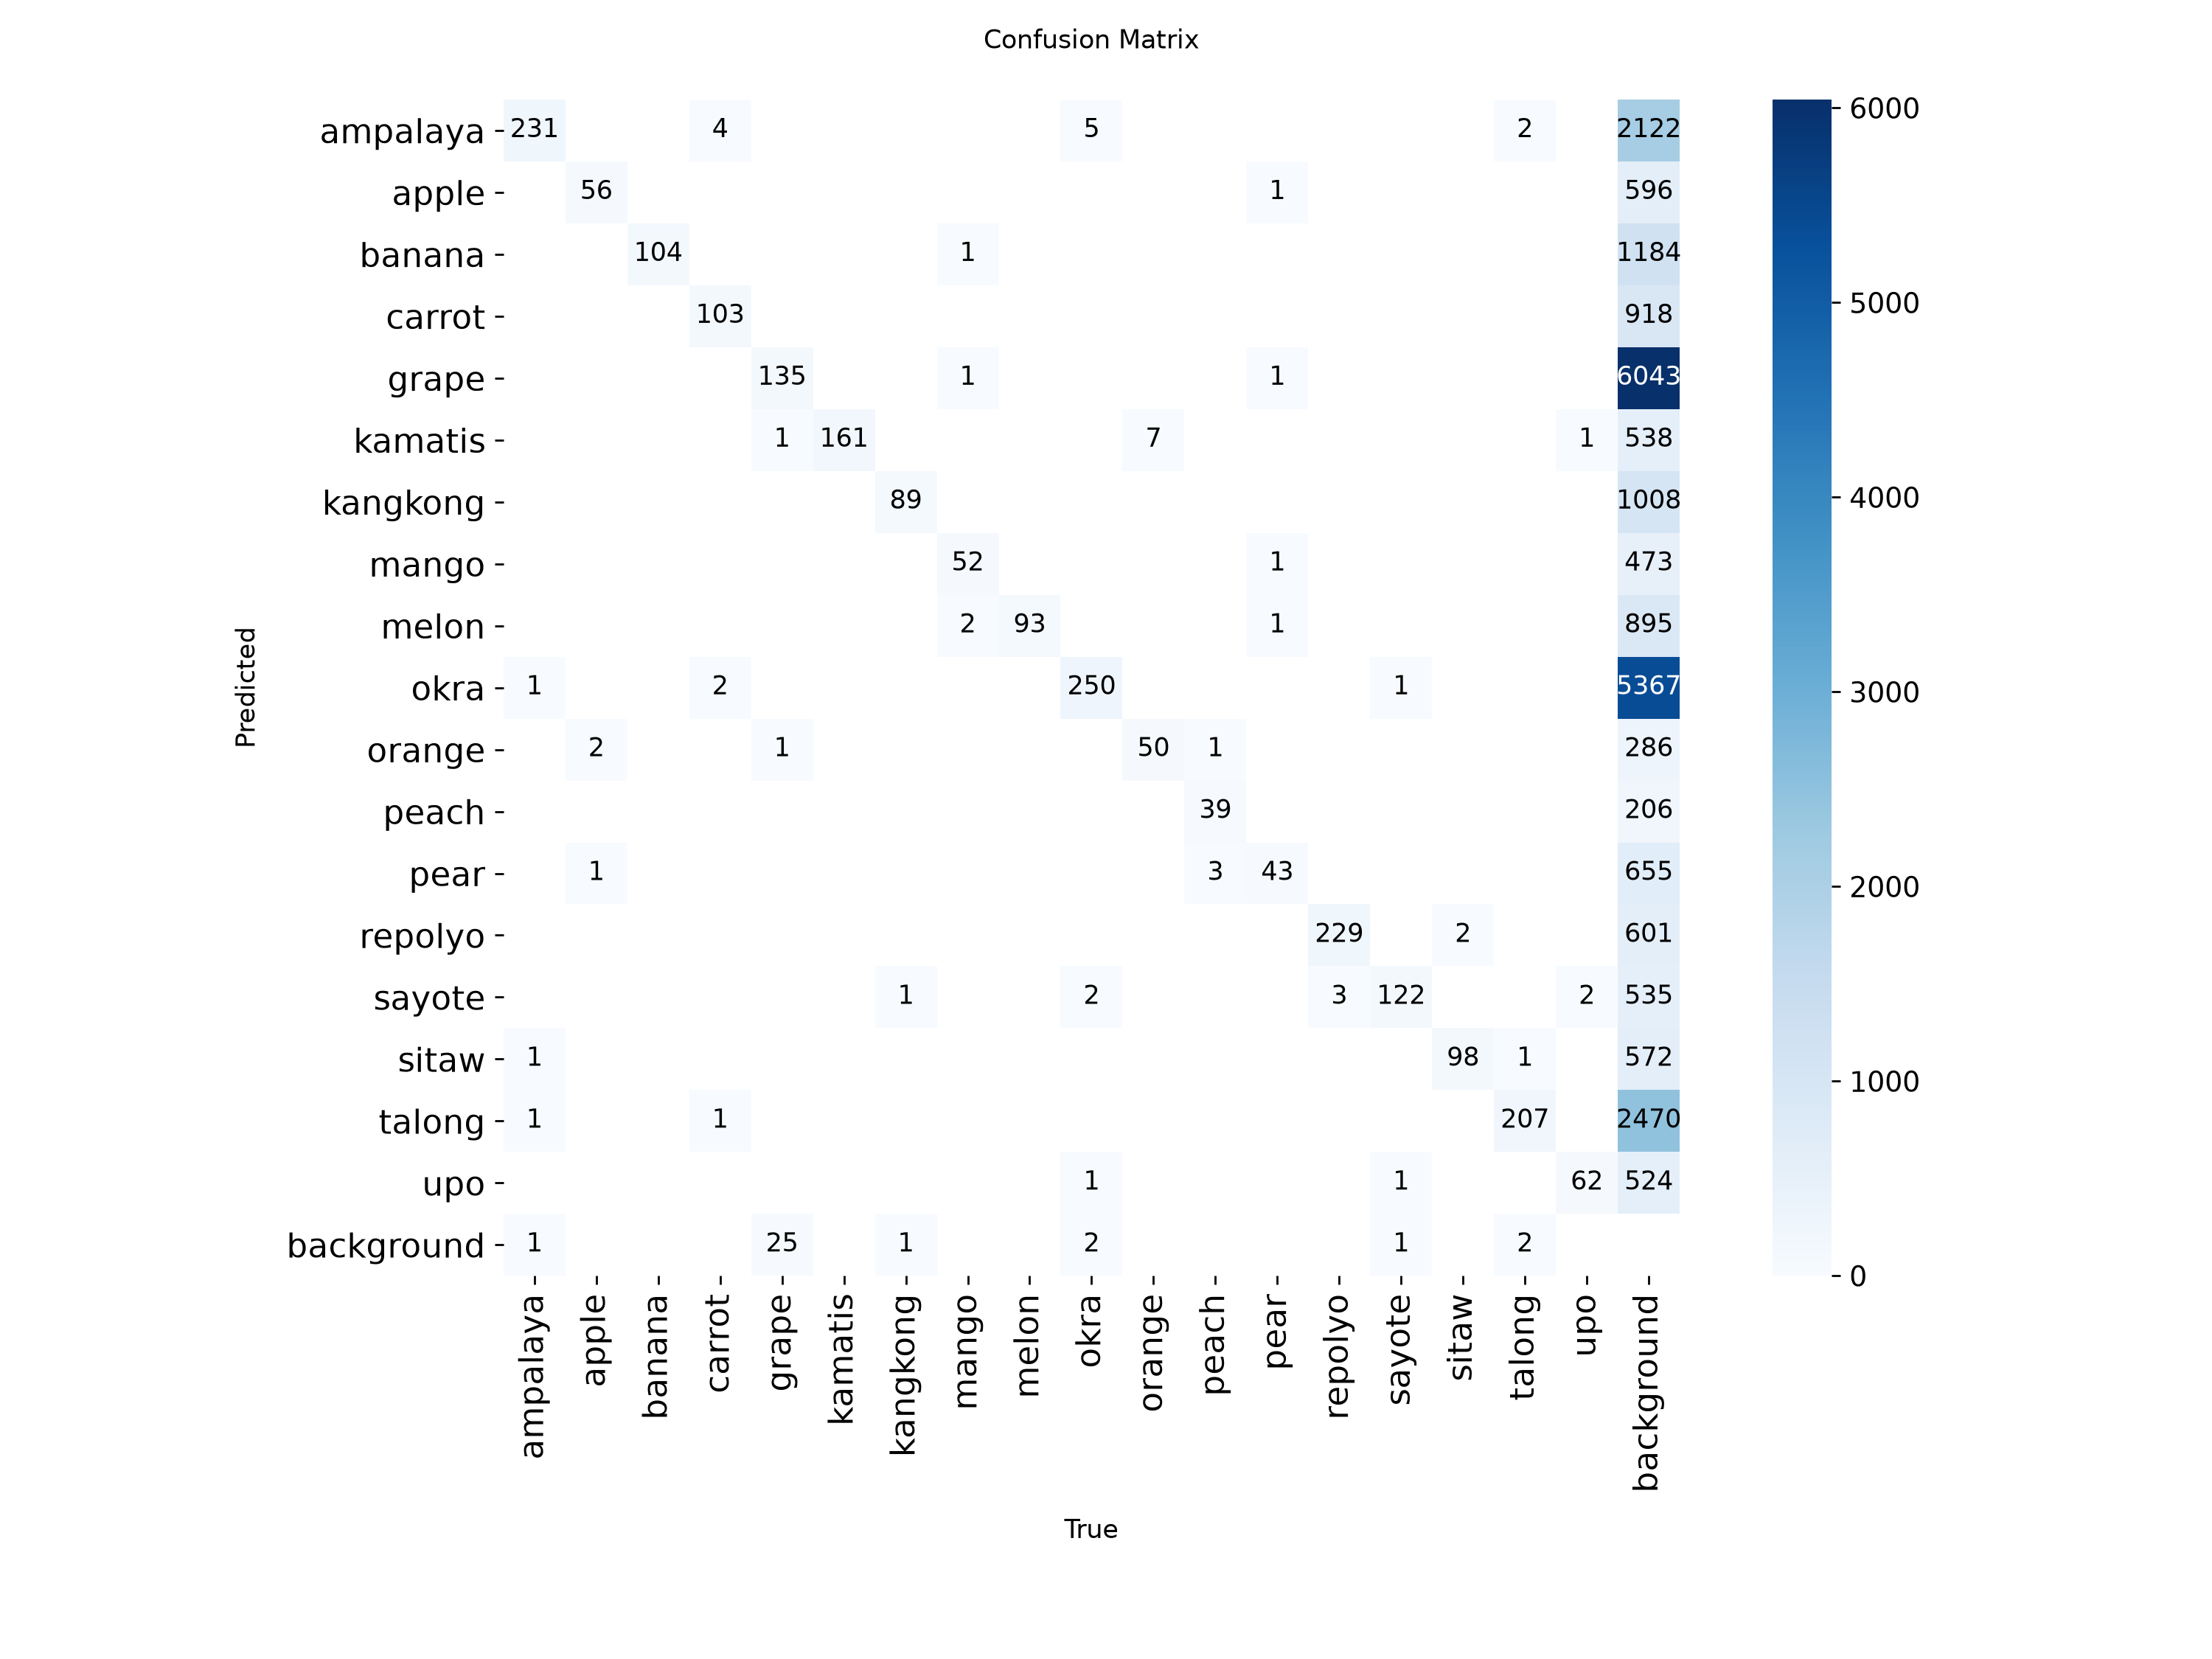 Confusion Matrix
ampalaya 231 4 5 2 2122
apple 56 1 596
banana 104 1 1184
carrot 103 918
grape 135 1 1 6043
kamatis 1 161 7 1 538
kangkong 89 1008
mango 52 1 473
melon 2 93 1 895
okra 1 2 250 1 5367
orange 2 1 50 1 286
peach 39 206
pear 1 3 43 655
repolyo 229 2 601
sayote 1 2 3 122 2 535
sitaw 1 98 1 572
talong 1 1 207 2470
upo 1 1 62 524
background 1 25 1 2 1 2
Predicted
ampalaya apple banana carrot grape kamatis kangkong mango melon okra orange peach pear repolyo sayote sitaw talong upo background
True
6000
5000
4000
3000
2000
1000
0